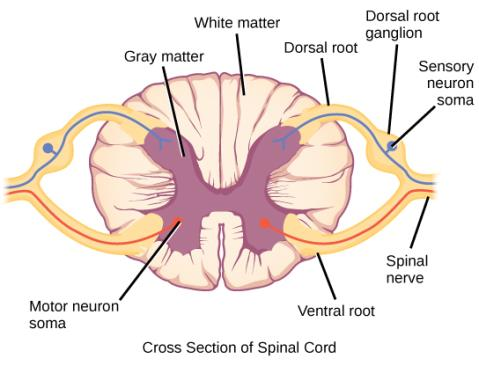 White matter
Gray matter
Dorsal root
Dorsal root
ganglion
Sensory
neuron
soma
Motor neuron
soma
Ventral root
Spinal
nerve
Cross Section of Spinal Cord